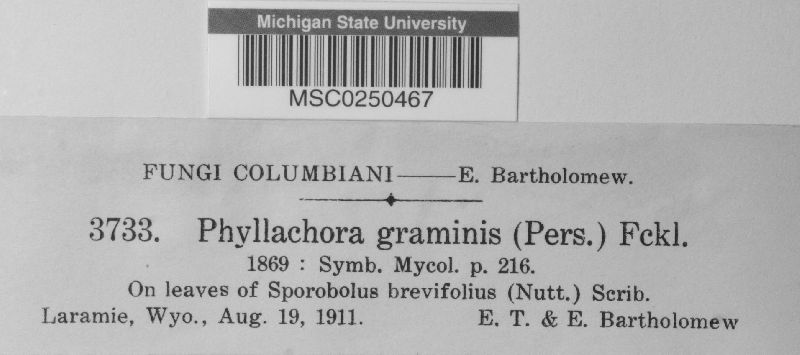 Michigan State University
MSC0250467
FUNGI COLUMBIANI—E. Bartholomew.
3733. Phyllachora graminis (Pers.) Fckl.
1869 : Symb. Mycol. p. 216.
On leaves of Sporobolus brevifolius (Nutt.) Scrib.
Laramie, Wyo., Aug. 19, 1911. E. T. & E. Bartholomew